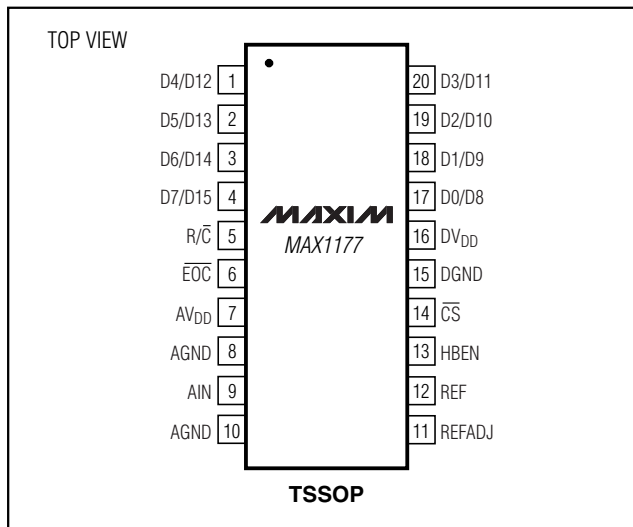 TOP VIEW
D4/D12 1
D5/D13 2
D6/D14 3
D7/D15 4
R/C̅ 5
E̅O̅C̅ 6
AVDD 7
AGND 8
AIN 9
AGND 10
MAXIM
MAX1177
20 D3/D11
19 D2/D10
18 D1/D9
17 D0/D8
16 DVDD
15 DGND
14 C̅S̅
13 HBEN
12 REF
11 REFADJ
TSSOP